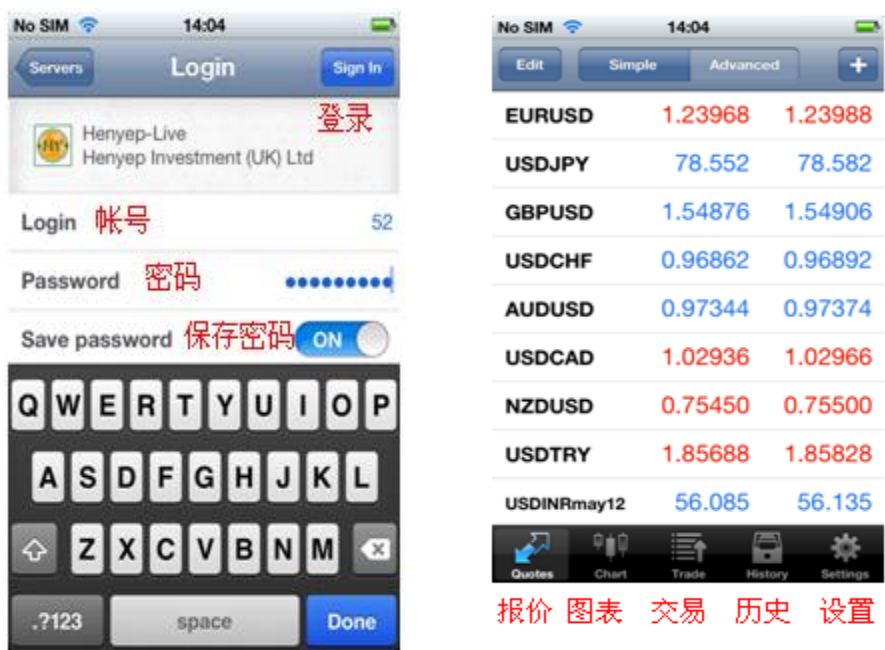 No SIM 14:04
Servers Login Sign In
登录
Henyep-Live
Henyep Investment (UK) Ltd
HY
Login 帐号 52
Password 密码
Save password 保存密码 ON
Q W E R T Y U I O P
A S D F G H J K L
Z X C V B N M
.?123 space Done
No SIM 14:04
Edit Simple Advanced +
EURUSD 1.23968 1.23988
USDJPY 78.552 78.582
GBPUSD 1.54876 1.54906
USDCHF 0.96862 0.96892
AUDUSD 0.97344 0.97374
USDCAD 1.02936 1.02966
NZDUSD 0.75450 0.75500
USDTRY 1.85688 1.85828
USDINRmay12 56.085 56.135
Quotes Chart Trade History Settings
报价 图表 交易 历史 设置